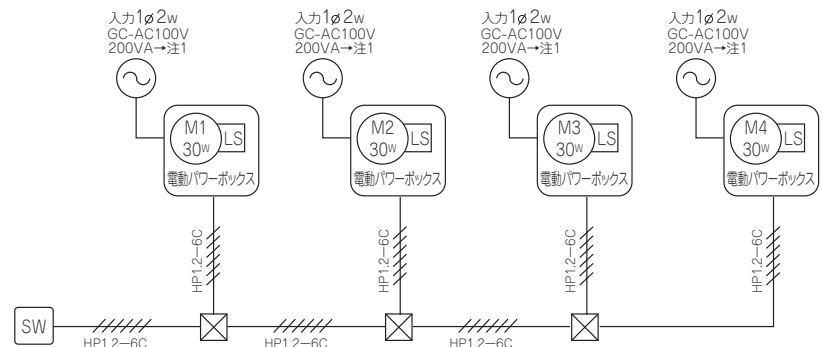 入力1ø2w
GC-AC100V
200VA→注1
入力1ø2w
GC-AC100V
200VA→注1
入力1ø2w
GC-AC100V
200VA→注1
入力1ø2w
GC-AC100V
200VA→注1
M1
30w
LS
電動パワーボックス
M2
30w
LS
電動パワーボックス
M3
30w
LS
電動パワーボックス
M4
30w
LS
電動パワーボックス
HP1.2−6C
HP1.2−6C
HP1.2−6C
HP1.2−6C
SW
HP1.2−6C
HP1.2−6C
HP1.2−6C